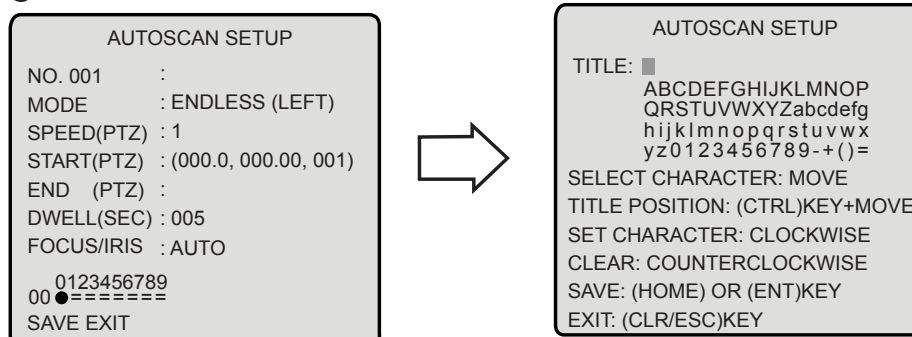 AUTOSCAN SETUP
NO. 001 :
MODE : ENDLESS (LEFT)
SPEED(PTZ) : 1
START(PTZ) : (000.0, 000.00, 001)
END (PTZ) :
DWELL(SEC) : 005
FOCUS/IRIS : AUTO
0123456789
00 ●=======
SAVE EXIT
AUTOSCAN SETUP
TITLE:
ABCDEFGHIJKLMNOP
QRSTUVWXYZabcdefg
hijklmnopqrstuvwx
yz0123456789-+()=
SELECT CHARACTER: MOVE
TITLE POSITION: (CTRL)KEY+MOVE
SET CHARACTER: CLOCKWISE
CLEAR: COUNTERCLOCKWISE
SAVE: (HOME) OR (ENT)KEY
EXIT: (CLR/ESC)KEY